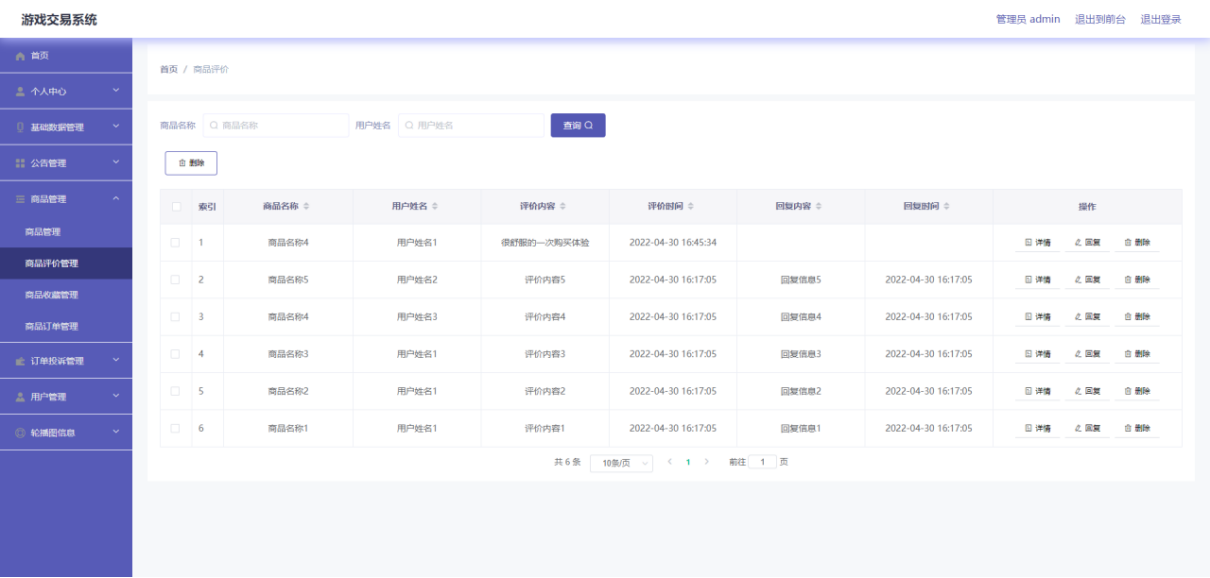 游戏交易系统
管理员 admin 退出到前台 退出登录
首页
个人中心
基础数据管理
公告管理
商品管理
商品管理
商品评价管理
商品收藏管理
商品订单管理
订单投诉管理
用户管理
轮播图信息
首页 / 商品评价
商品名称 商品名称 用户姓名 用户姓名 查询
删除
索引 商品名称 用户姓名 评价内容 评价时间 回复内容 回复时间 操作
1 商品名称4 用户姓名1 很舒服的一次购买体验 2022-04-30 16:45:34 详情 回复 删除
2 商品名称5 用户姓名2 评价内容5 2022-04-30 16:17:05 回复信息5 2022-04-30 16:17:05 详情 回复 删除
3 商品名称4 用户姓名3 评价内容4 2022-04-30 16:17:05 回复信息4 2022-04-30 16:17:05 详情 回复 删除
4 商品名称3 用户姓名1 评价内容3 2022-04-30 16:17:05 回复信息3 2022-04-30 16:17:05 详情 回复 删除
5 商品名称2 用户姓名1 评价内容2 2022-04-30 16:17:05 回复信息2 2022-04-30 16:17:05 详情 回复 删除
6 商品名称1 用户姓名1 评价内容1 2022-04-30 16:17:05 回复信息1 2022-04-30 16:17:05 详情 回复 删除
共 6 条 10条/页 1 前往 1 页